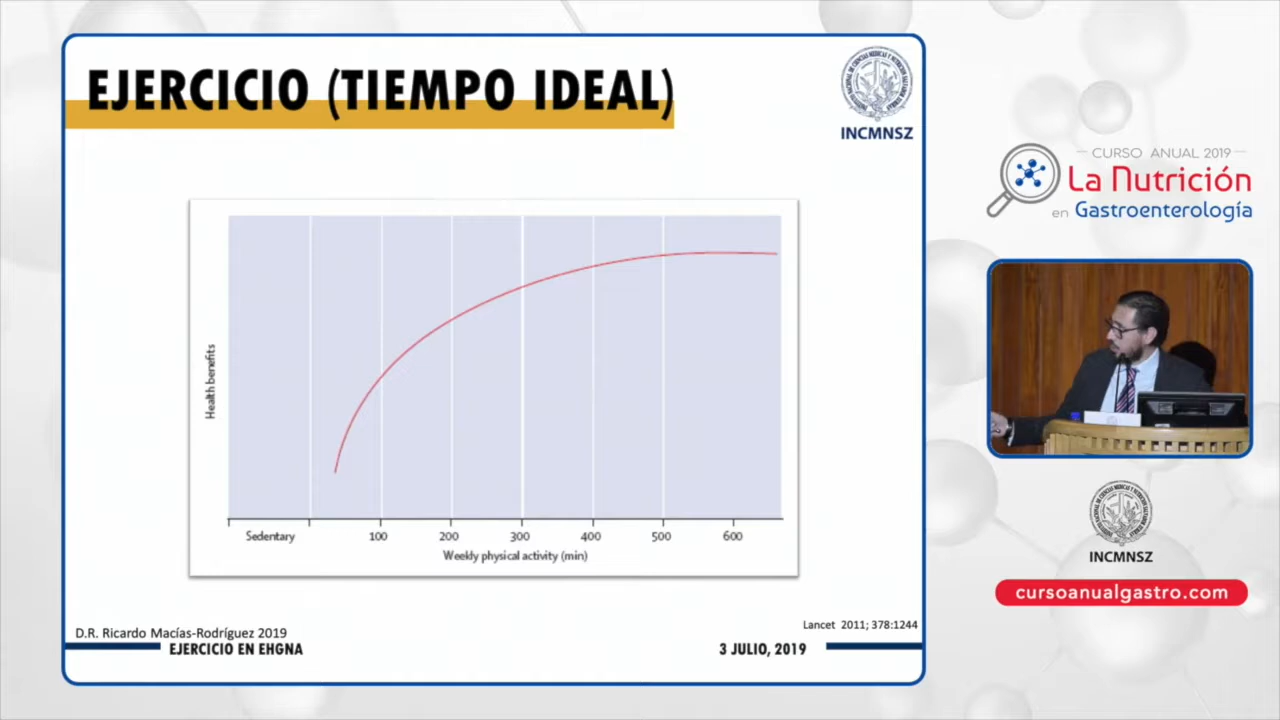 EJERCICIO (TIEMPO IDEAL)
INCMNSZ
Health benefits
Sedentary
100
200
300
400
500
600
Weekly physical activity (min)
Lancet 2011; 378:1244
D.R. Ricardo Macías-Rodríguez 2019
EJERCICIO EN EHGNA
3 JULIO, 2019
CURSO ANUAL 2019
La Nutrición
en Gastroenterología
INCMNSZ
cursoanualgastro.com